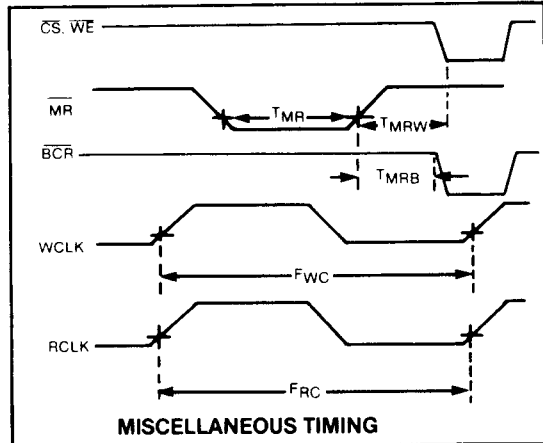 CS. WE
MR
TMR
TMRW
BCR
TMRB
WCLK
FWC
RCLK
FRC
MISCELLANEOUS TIMING